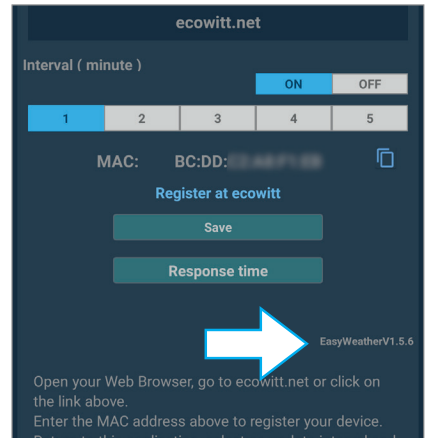 ecowitt.net
Interval ( minute )
ON OFF
1 2 3 4 5
MAC: BC:DD:
Register at ecowitt
Save
Response time
EasyWeatherV1.5.6
Open your Web Browser, go to ecowitt.net or click on
the link above.
Enter the MAC address above to register your device.